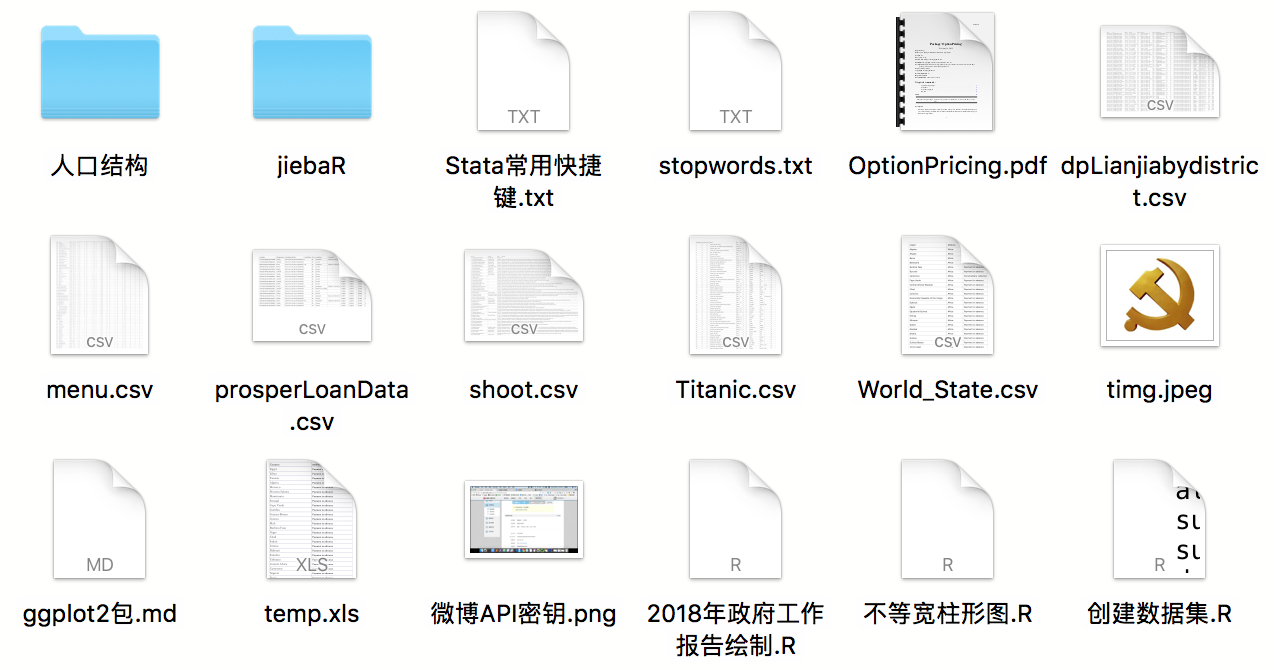 TXT
TXT
CSV
人口结构
jiebaR
Stata常用快捷
键.txt
stopwords.txt
OptionPricing.pdf
dpLianjiabydistric
t.csv
CSV
CSV
CSV
CSV
CSV
menu.csv
prosperLoanData
.csv
shoot.csv
Titanic.csv
World_State.csv
timg.jpeg
MD
XLS
R
R
R
su
su
ggplot2包.md
temp.xls
微博API密钥.png
2018年政府工作
报告绘制.R
不等宽柱形图.R
创建数据集.R